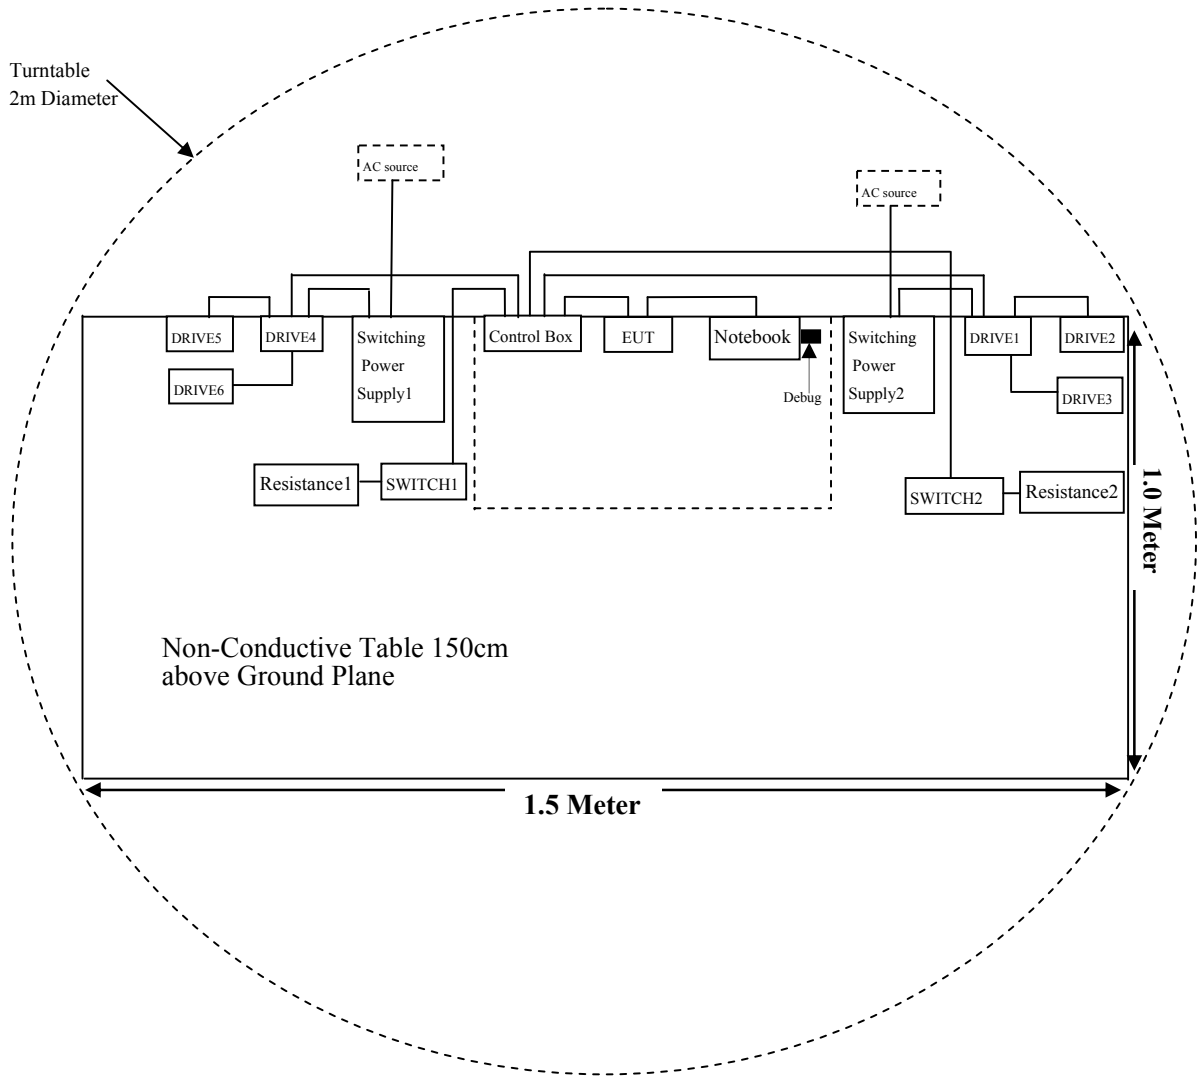 Turntable
2m Diameter
AC source
AC source
DRIVE5
DRIVE4
Switching
Power
Supply1
Control Box
EUT
Notebook
Switching
Power
Supply2
DRIVE1
DRIVE2
DRIVE6
Debug
DRIVE3
Resistance1
SWITCH1
SWITCH2
Resistance2
1.0 Meter
Non-Conductive Table 150cm
above Ground Plane
1.5 Meter